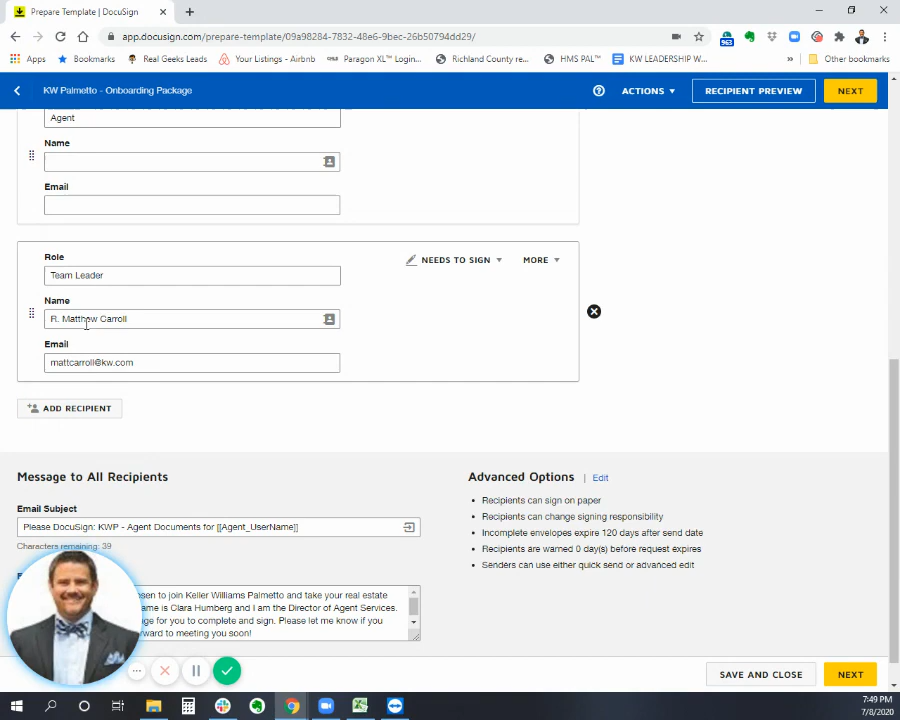 Prepare Template | DocuSign
app.docusign.com/prepare-template/09a98284-7832-48e6-9bec-26b50794dd29/
963
Apps Bookmarks Real Geeks Leads Your Listings - Airbnb Paragon XL™ Login... Richland County re... HMS PAL™ KW LEADERSHIP W... » Other bookmarks
KW Palmetto - Onboarding Package ACTIONS RECIPIENT PREVIEW NEXT
Agent
Name
Email
Role
NEEDS TO SIGN MORE
Team Leader
Name
R. Matthew Carroll
Email
mattcarroll@kw.com
ADD RECIPIENT
Message to All Recipients
Email Subject
Please DocuSign: KWP - Agent Documents for [[Agent_UserName]]
Characters remaining: 39
sen to join Keller Williams Palmetto and take your real estate
ame is Clara Humberg and I am the Director of Agent Services.
ge for you to complete and sign. Please let me know if you
rward to meeting you soon!
Advanced Options | Edit
Recipients can sign on paper
Recipients can change signing responsibility
Incomplete envelopes expire 120 days after send date
Recipients are warned 0 day(s) before request expires
Senders can use either quick send or advanced edit
SAVE AND CLOSE NEXT
7:49 PM
7/8/2020